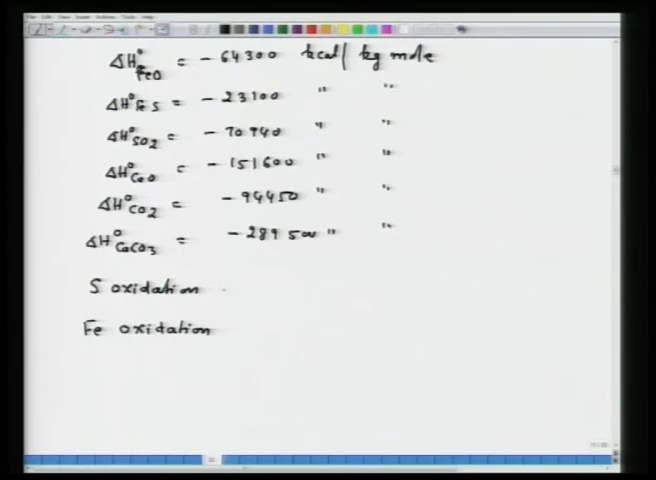 ΔH°FeO = - 64300 kcal/ kg mole
ΔH°FeS = - 23100 " "
ΔH°SO2 = - 70940 " "
ΔH°CaO = - 151600 " "
ΔH°CO2 = - 94450 " "
ΔH°CaCO3 = - 289500 " "
S oxidation
Fe oxidation